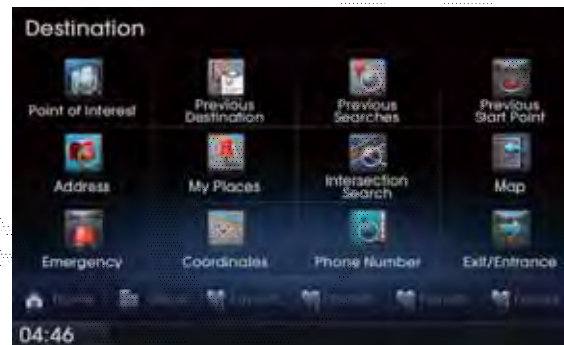 Destination
Point of Interest
Previous
Destination
Previous
Searches
Previous
Start Point
Address
My Places
Intersection
Search
Map
Emergency
Coordinates
Phone Number
Exit/Entrance
04:46